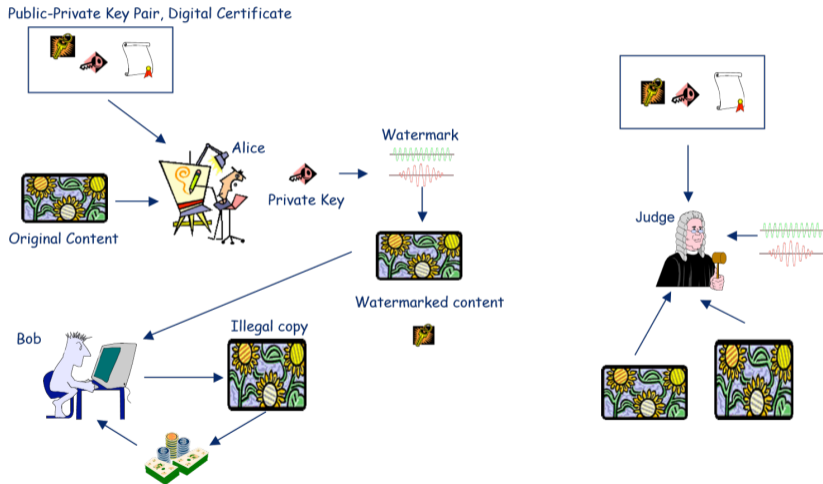 Public-Private Key Pair, Digital Certificate
Alice
Watermark
Private Key
Original Content
Judge
Watermarked content
Illegal copy
Bob